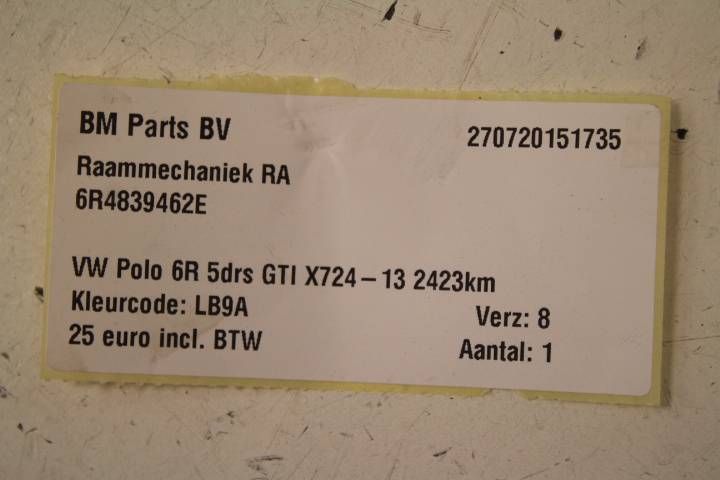 BM Parts BV 270720151735
Raammechaniek RA
6R4839462E
VW Polo 6R 5drs GTI X724-13 2423km
Kleurcode: LB9A Verz: 8
25 euro incl. BTW Aantal: 1